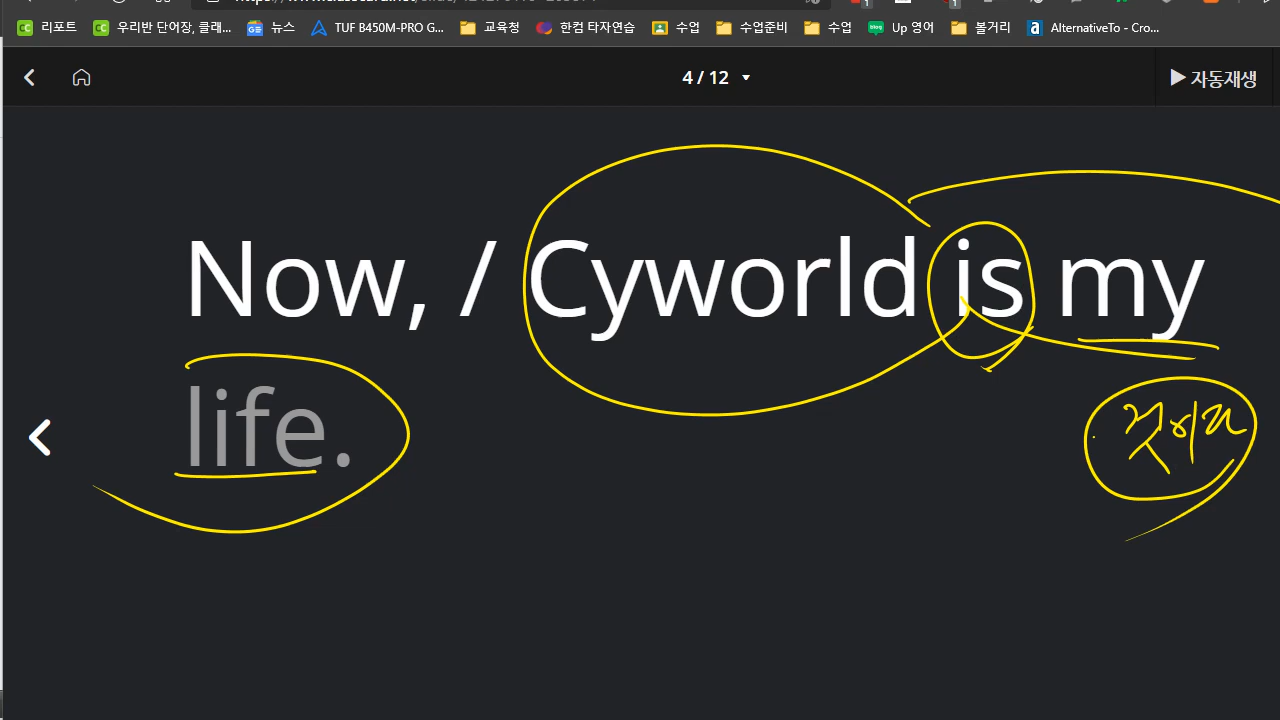 리포트 우리반 단어장, 클래... 뉴스 TUF B450M-PRO G... 교육청 한컴 타자연습 수업 수업준비 수업 Up 영어 볼거리 AlternativeTo - Cro...
4 / 12 자동재생
Now, / Cyworld is my
life.